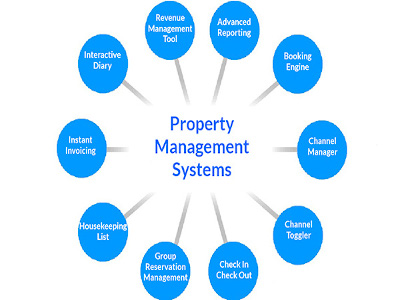 Revenue
Management
Tool
Advanced
Reporting
Interactive
Diary
Booking
Engine
Property
Management
Systems
Instant
Invoicing
Channel
Manager
Housekeeping
List
Channel
Toggler
Group
Reservation
Management
Check In
Check Out